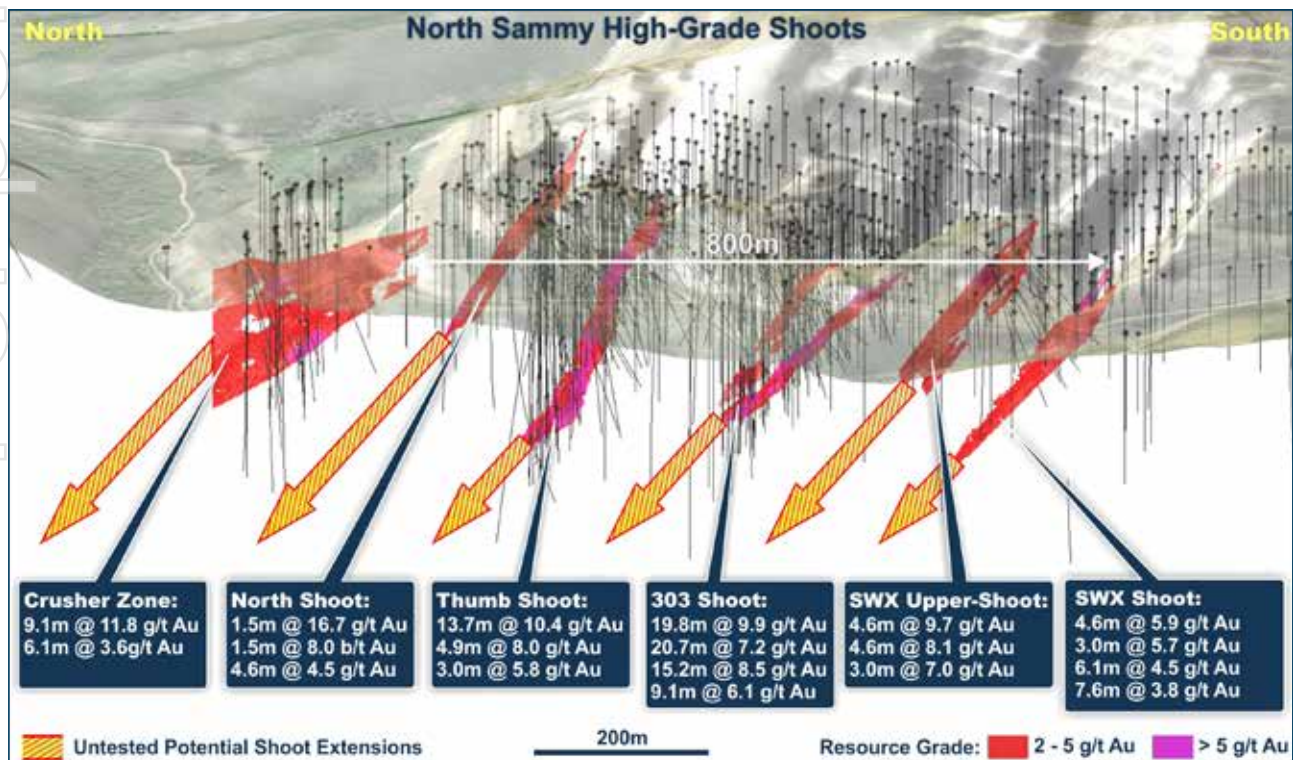 North
North Sammy High-Grade Shoots
South
800m
Crusher Zone:
9.1m @ 11.8 g/t Au
6.1m @ 3.6g/t Au
North Shoot:
1.5m @ 16.7 g/t Au
1.5m @ 8.0 b/t Au
4.6m @ 4.5 g/t Au
Thumb Shoot:
13.7m @ 10.4 g/t Au
4.9m @ 8.0 g/t Au
3.0m @ 5.8 g/t Au
303 Shoot:
19.8m @ 9.9 g/t Au
20.7m @ 7.2 g/t Au
15.2m @ 8.5 g/t Au
9.1m @ 6.1 g/t Au
SWX Upper-Shoot:
4.6m @ 9.7 g/t Au
4.6m @ 8.1 g/t Au
3.0m @ 7.0 g/t Au
SWX Shoot:
4.6m @ 5.9 g/t Au
3.0m @ 5.7 g/t Au
6.1m @ 4.5 g/t Au
7.6m @ 3.8 g/t Au
Untested Potential Shoot Extensions
200m
Resource Grade: 2 - 5 g/t Au > 5 g/t Au